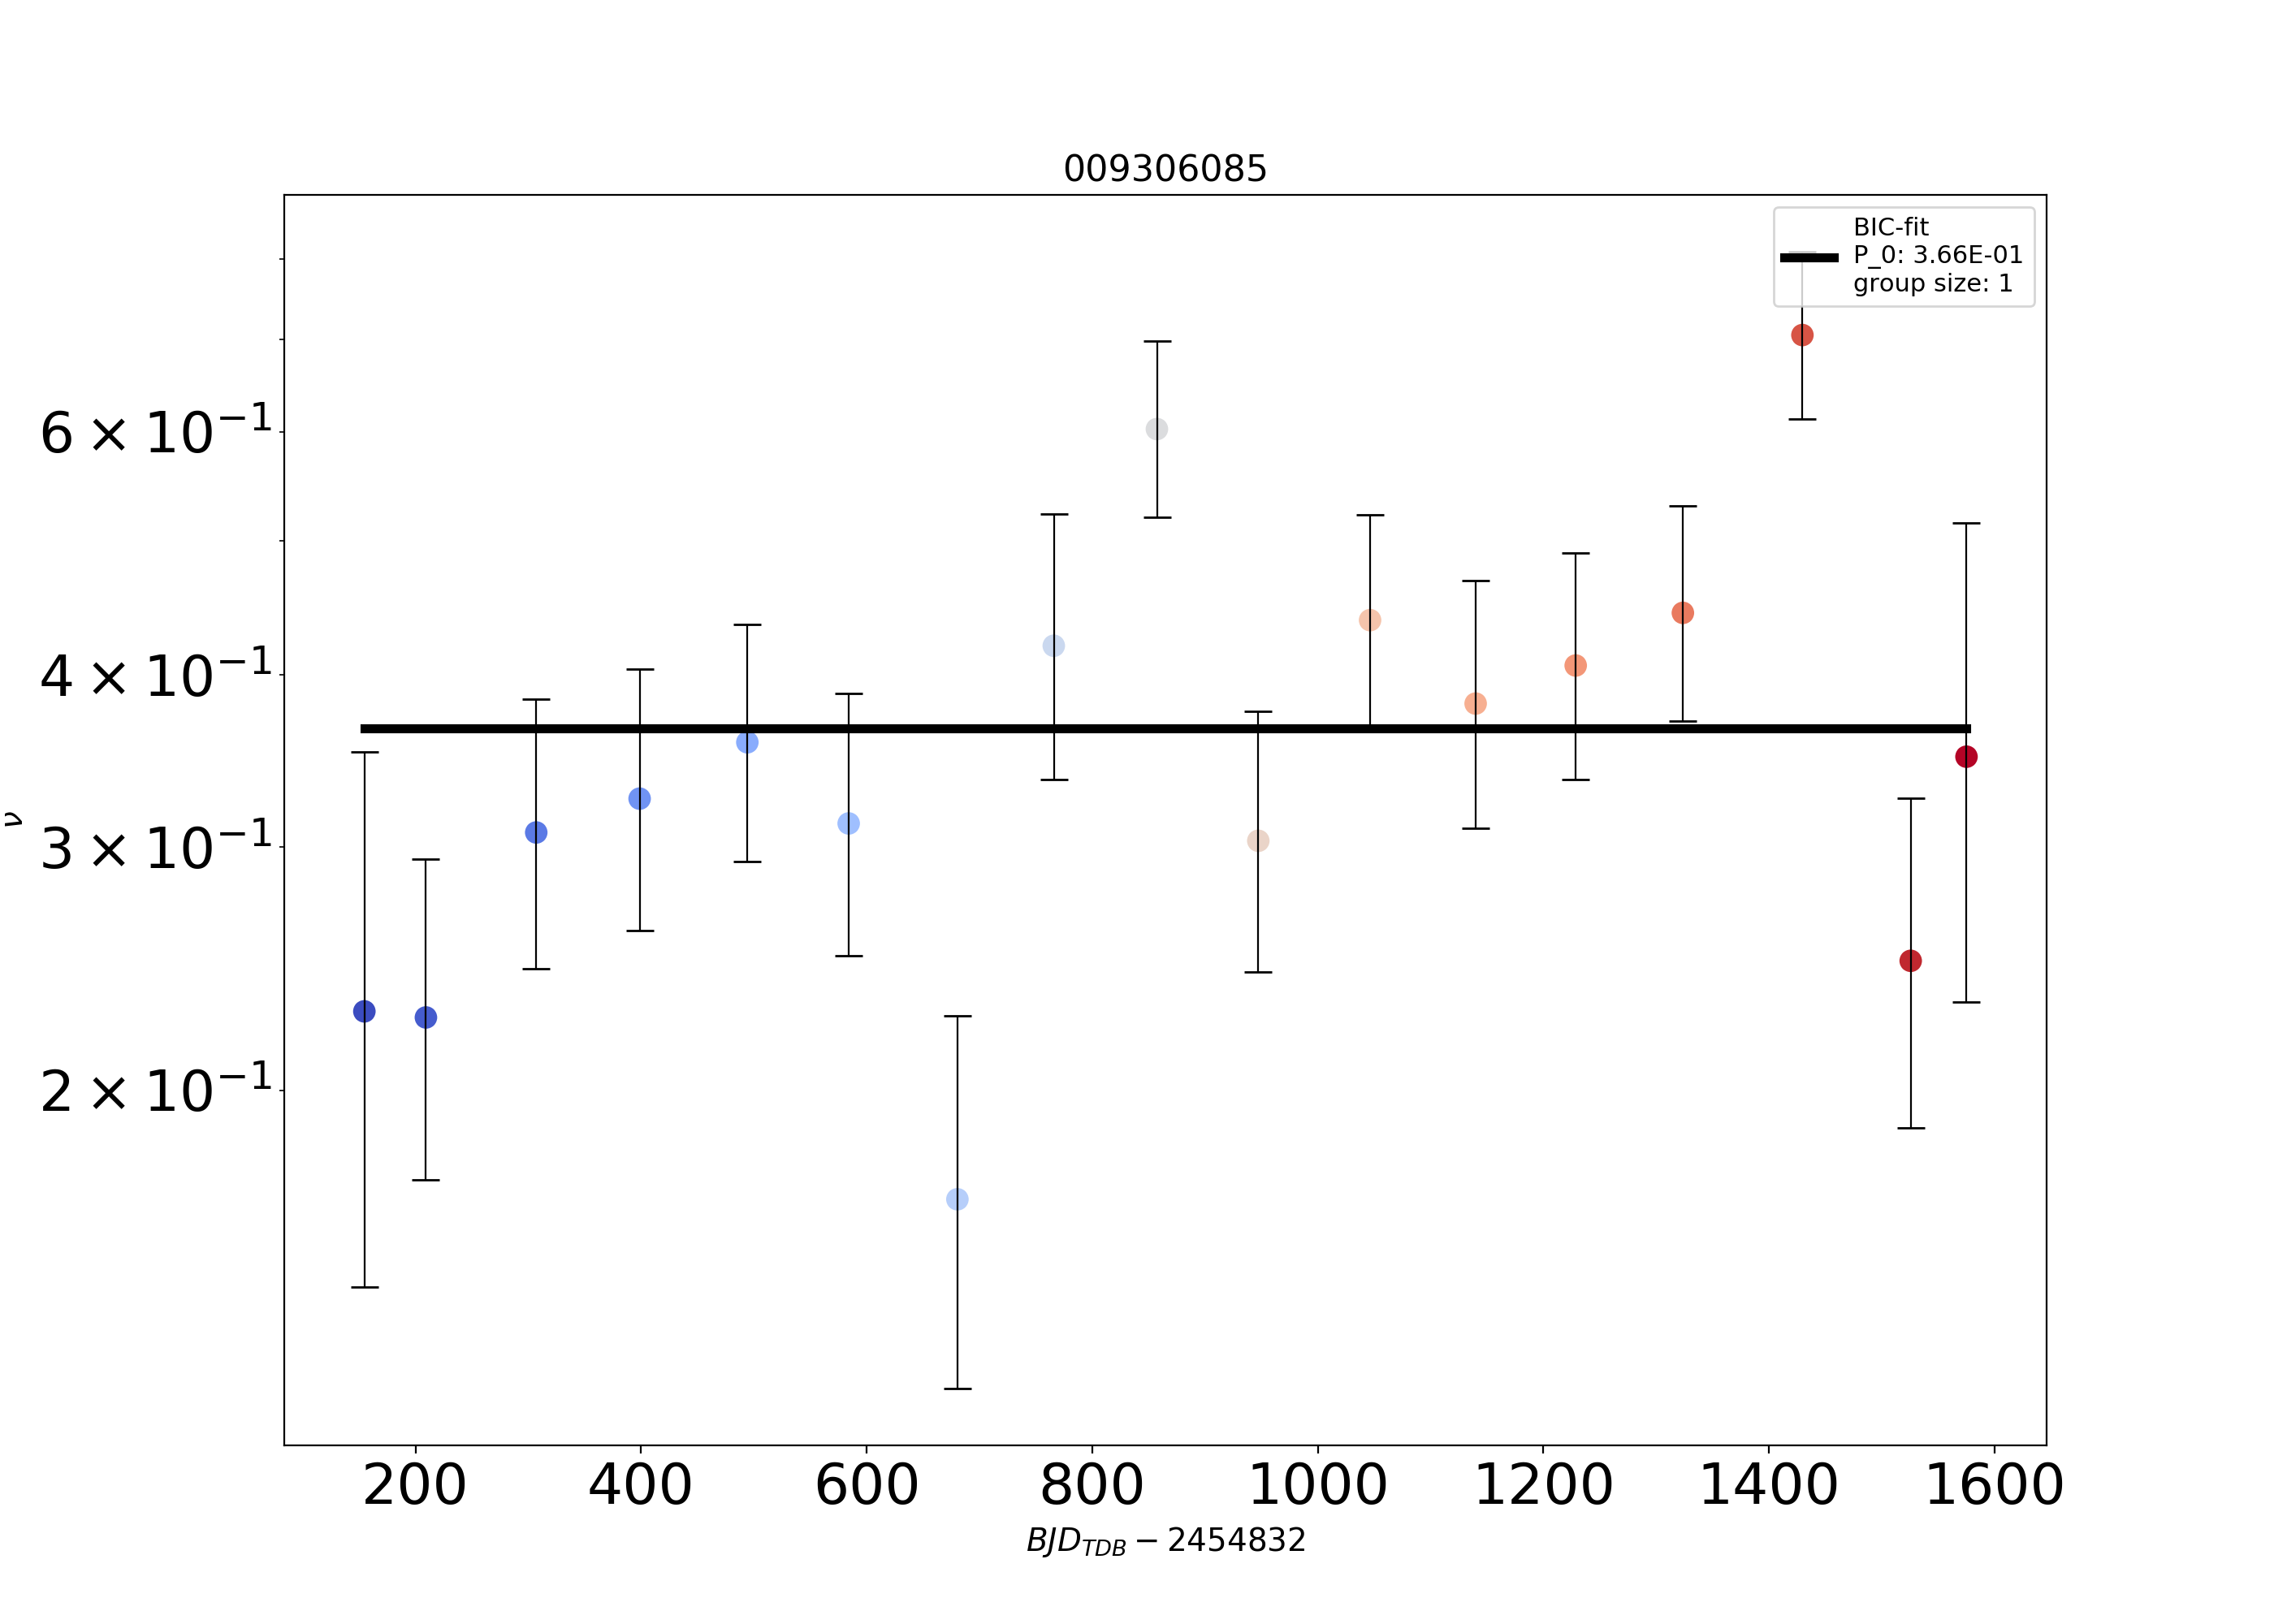 009306085
BIC-fit
P_0: 3.66E-01
group size: 1
6 × 10⁻¹
4 × 10⁻¹
3 × 10⁻¹
2 × 10⁻¹
ν
200 400 600 800 1000 1200 1400 1600
BJD_TDB − 2454832